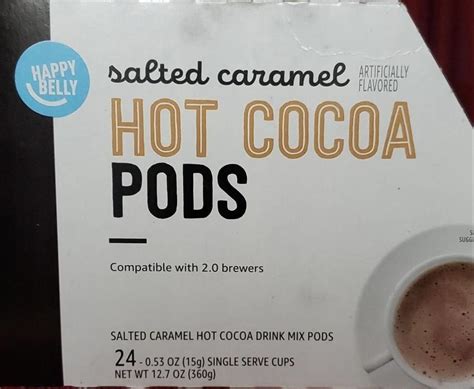 HAPPY
BELLY
salted caramel
ARTIFICIALLY
FLAVORED
HOT COCOA
PODS
Compatible with 2.0 brewers
SALTED CARAMEL HOT COCOA DRINK MIX PODS
24 - 0.53 OZ (15g) SINGLE SERVE CUPS
NET WT 12.7 OZ (360g)